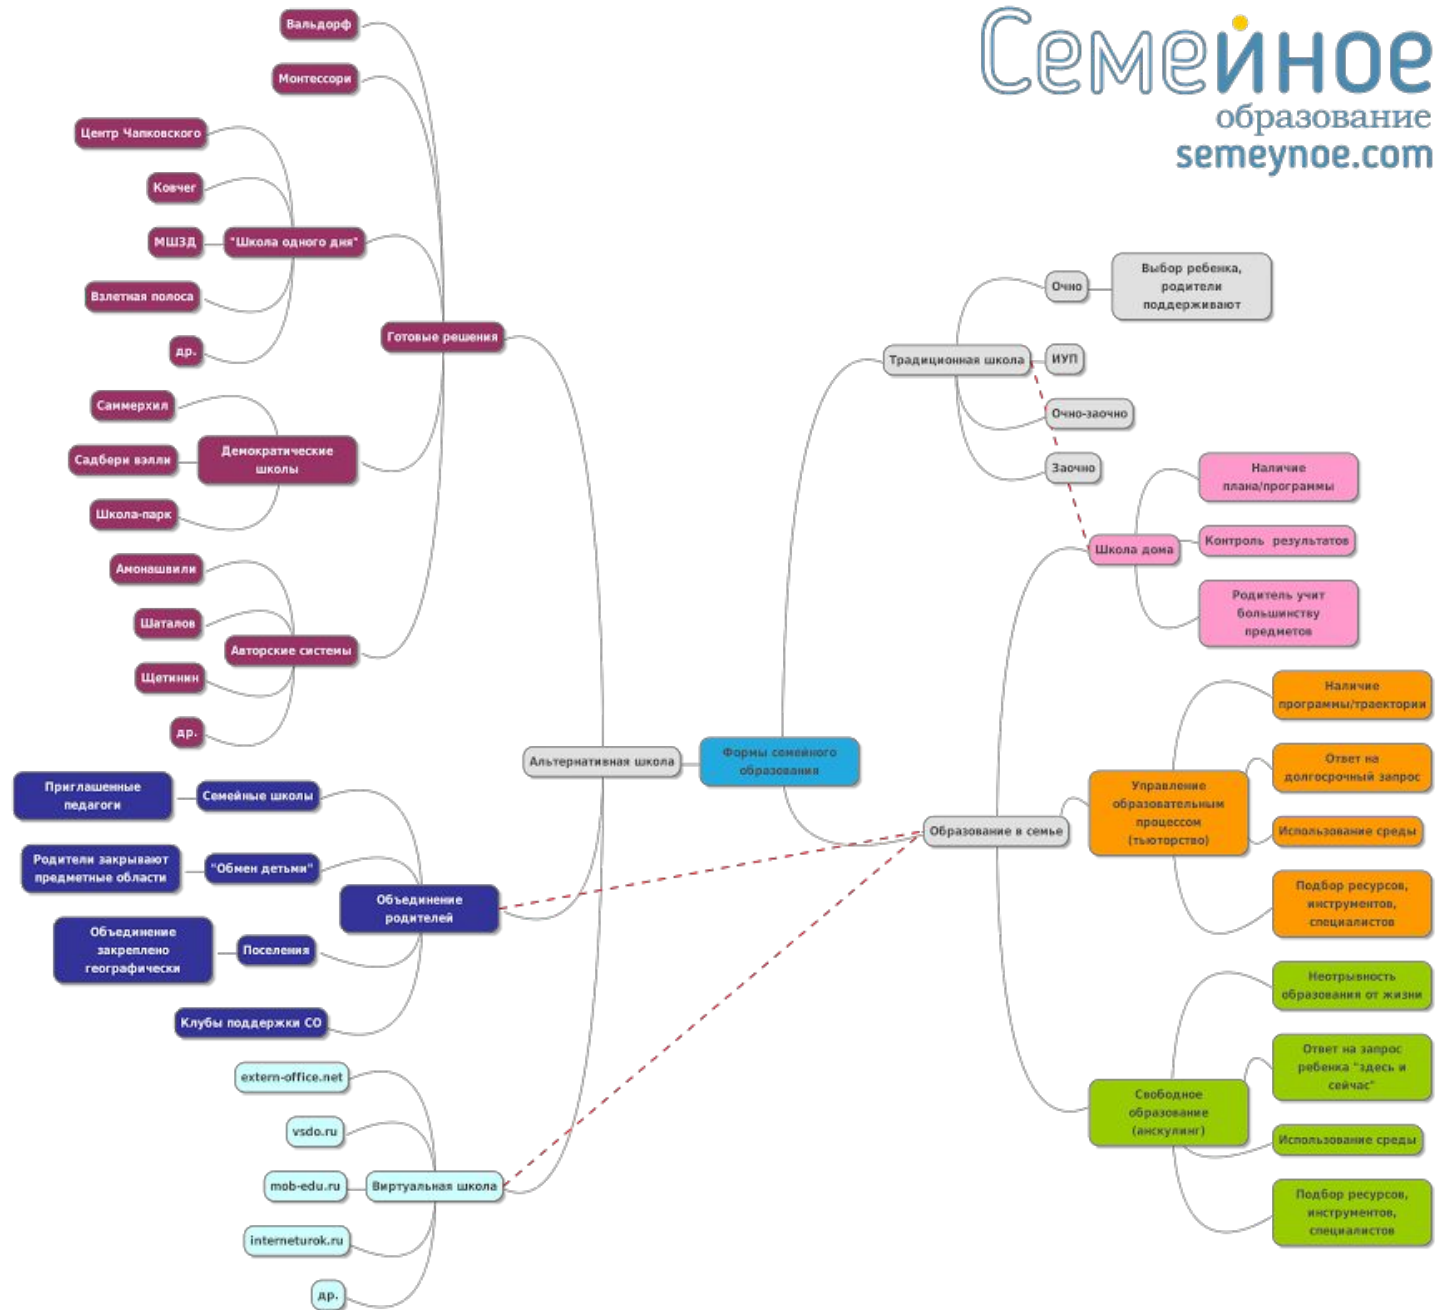 Семейное
образование
semeynoe.com
Вальдорф
Монтессори
Центр Чапковского
Ковчег
МШЗД
Взлетная полоса
др.
"Школа одного дня"
Готовые решения
Саммерхил
Садбери вэлли
Школа-парк
Демократические
школы
Амонашвили
Шаталов
Щетинин
др.
Авторские системы
Альтернативная школа
Формы семейного
образования
Приглашенные
педагоги
Семейные школы
Родители закрывают
предметные области
"Обмен детьми"
Объединение
закреплено
географически
Поселения
Клубы поддержки СО
Объединение
родителей
extern-office.net
vsdo.ru
mob-edu.ru
interneturok.ru
др.
Виртуальная школа
Традиционная школа
Очно
Выбор ребенка,
родители
поддерживают
ИУП
Очно-заочно
Заочно
Школа дома
Наличие
плана/программы
Контроль результатов
Родитель учит
большинству
предметов
Образование в семье
Управление
образовательным
процессом
(тьюторство)
Наличие
программы/траектории
Ответ на
долгосрочный запрос
Использование среды
Подбор ресурсов,
инструментов,
специалистов
Свободное
образование
(анскулинг)
Неотрывность
образования от жизни
Ответ на запрос
ребенка "здесь и
сейчас"
Использование среды
Подбор ресурсов,
инструментов,
специалистов